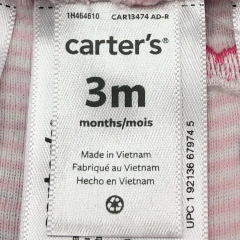 1H464610 CAR13474 AD-R
carter's®
3m
months/mois
Made in Vietnam
Fabriqué au Vietnam
Hecho en Vietnam
UPC 1 92136 67974 5